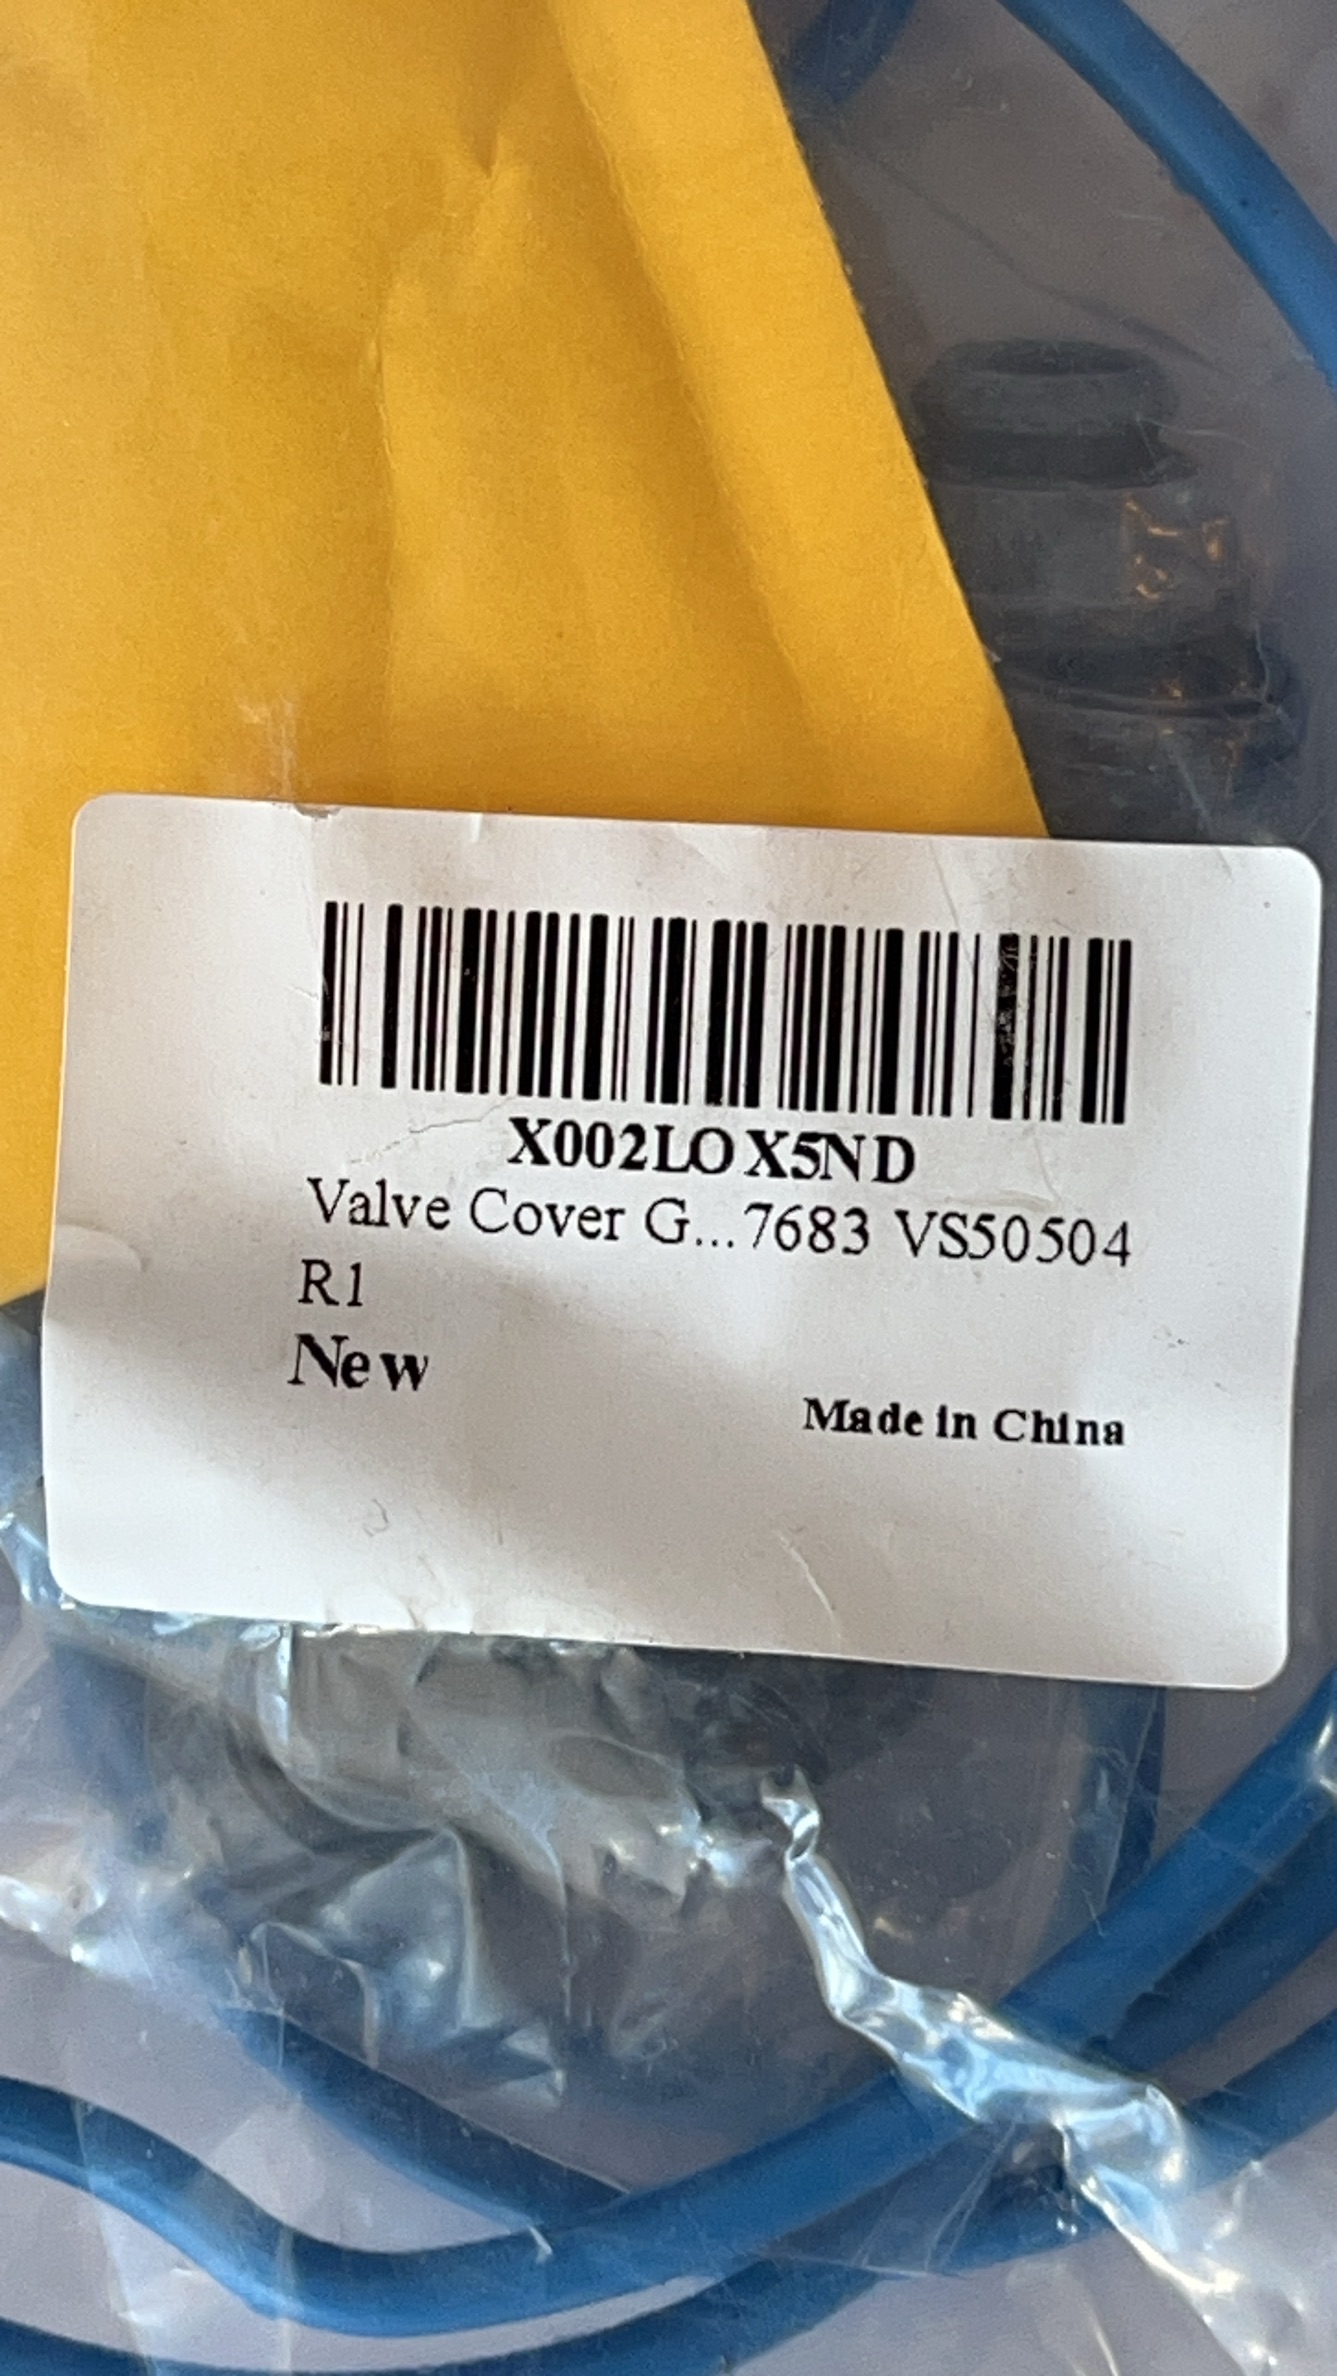 X002LOX5ND
Valve Cover G...7683 VS50504
R1
New
Made in China